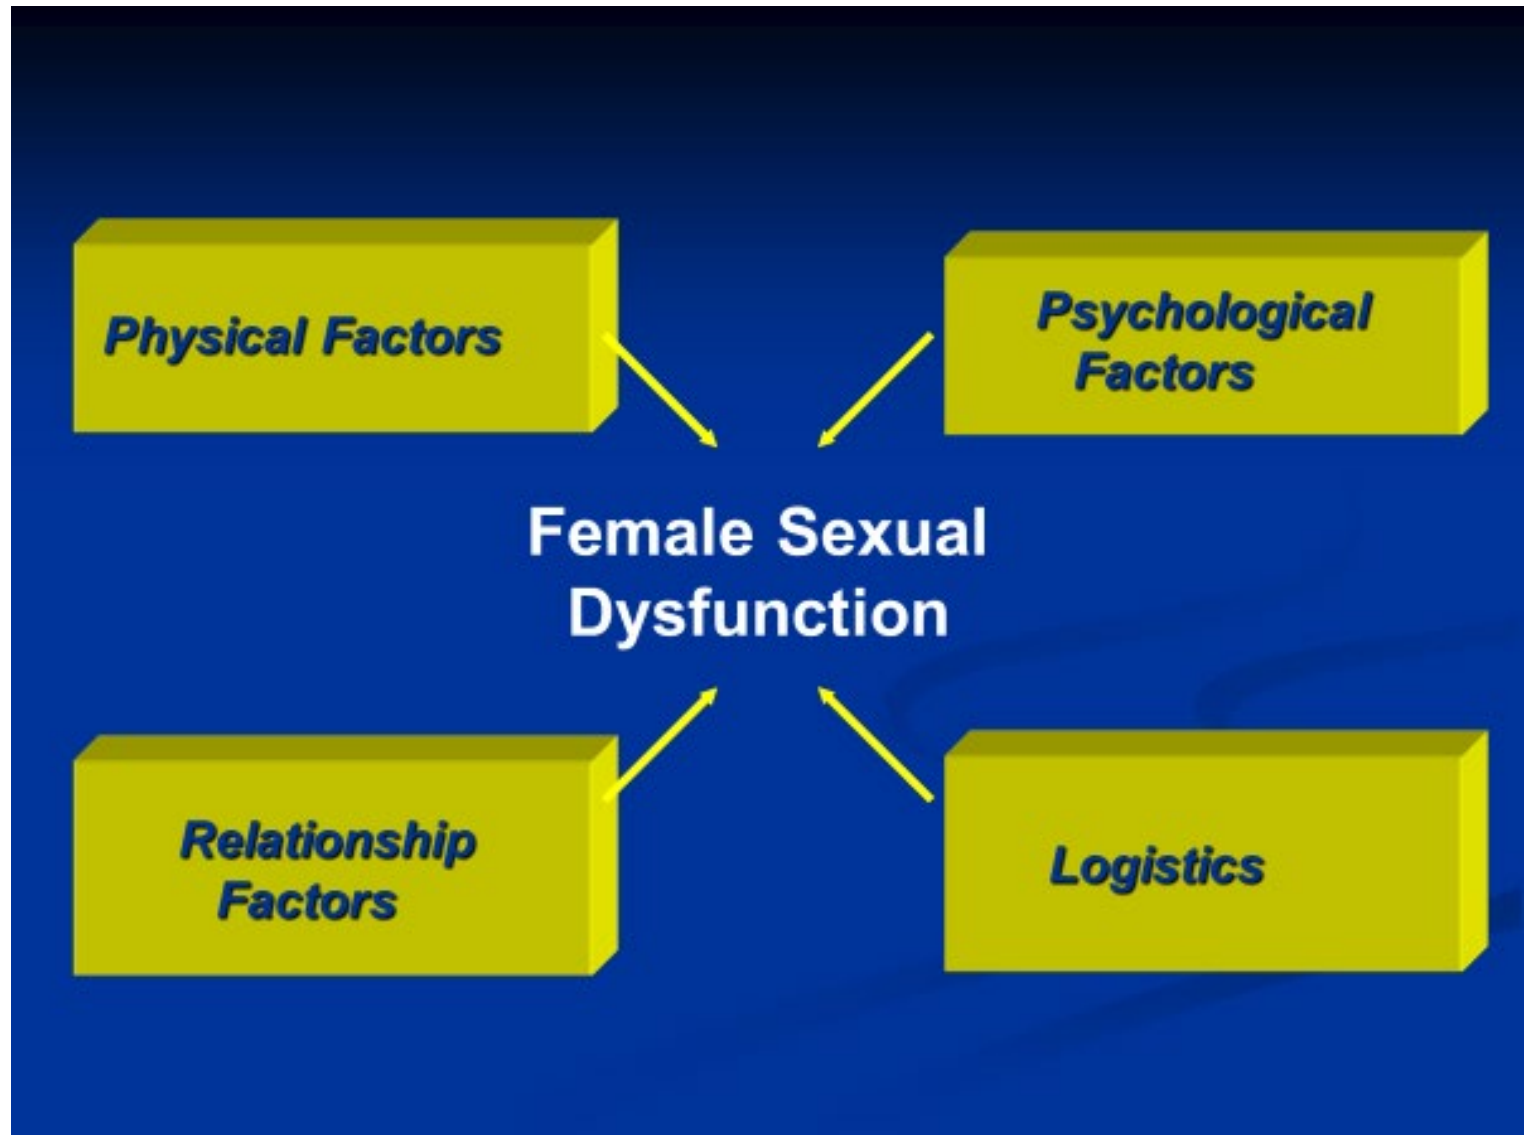 Physical Factors
Psychological
Factors
Female Sexual
Dysfunction
Relationship
Factors
Logistics